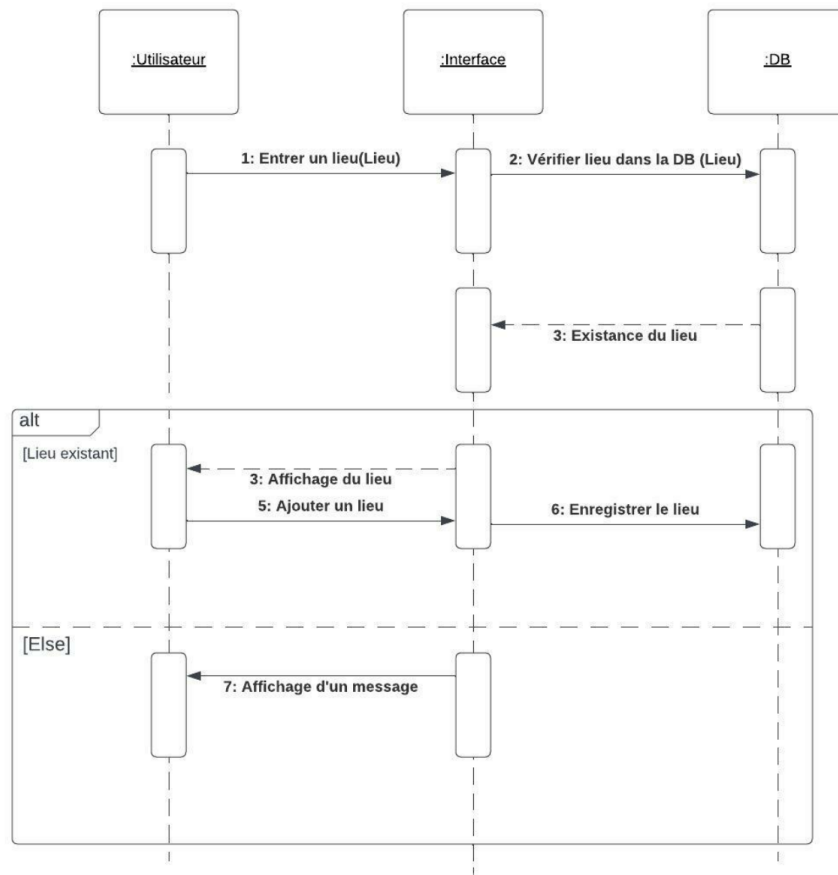 :Utilisateur
:Interface
:DB
1: Entrer un lieu(Lieu)
2: Vérifier lieu dans la DB (Lieu)
3: Existance du lieu
alt
[Lieu existant]
3: Affichage du lieu
5: Ajouter un lieu
6: Enregistrer le lieu
[Else]
7: Affichage d'un message